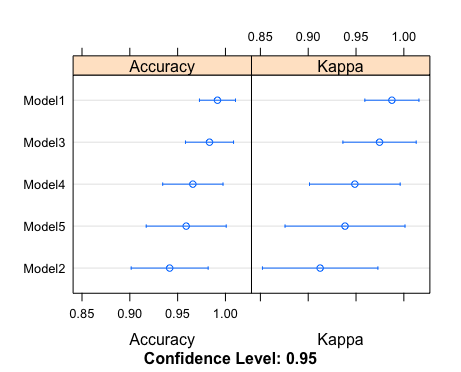 0.85 0.90 0.95 1.00
Accuracy Kappa
Model1
Model3
Model4
Model5
Model2
0.85 0.90 0.95 1.00
Accuracy Kappa
Confidence Level: 0.95